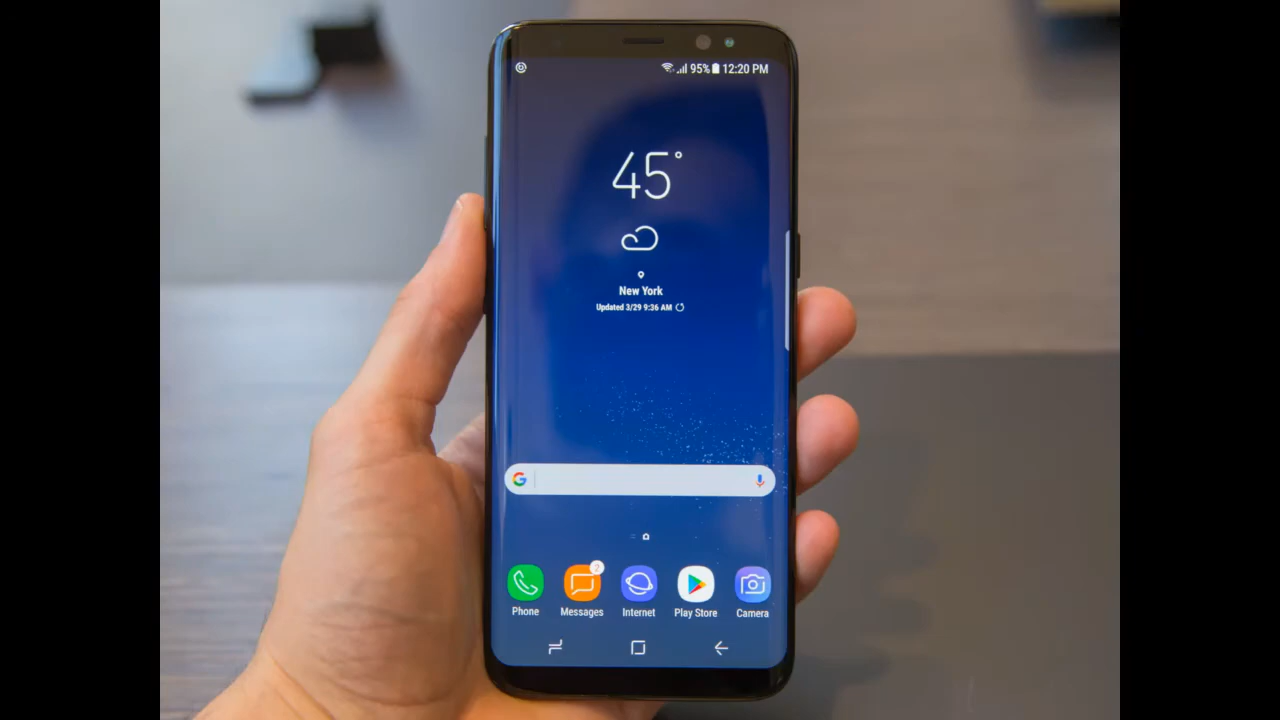 95% 12:20 PM
45°
New York
Updated 3/29 9:36 AM
G
2
Phone Messages Internet Play Store Camera